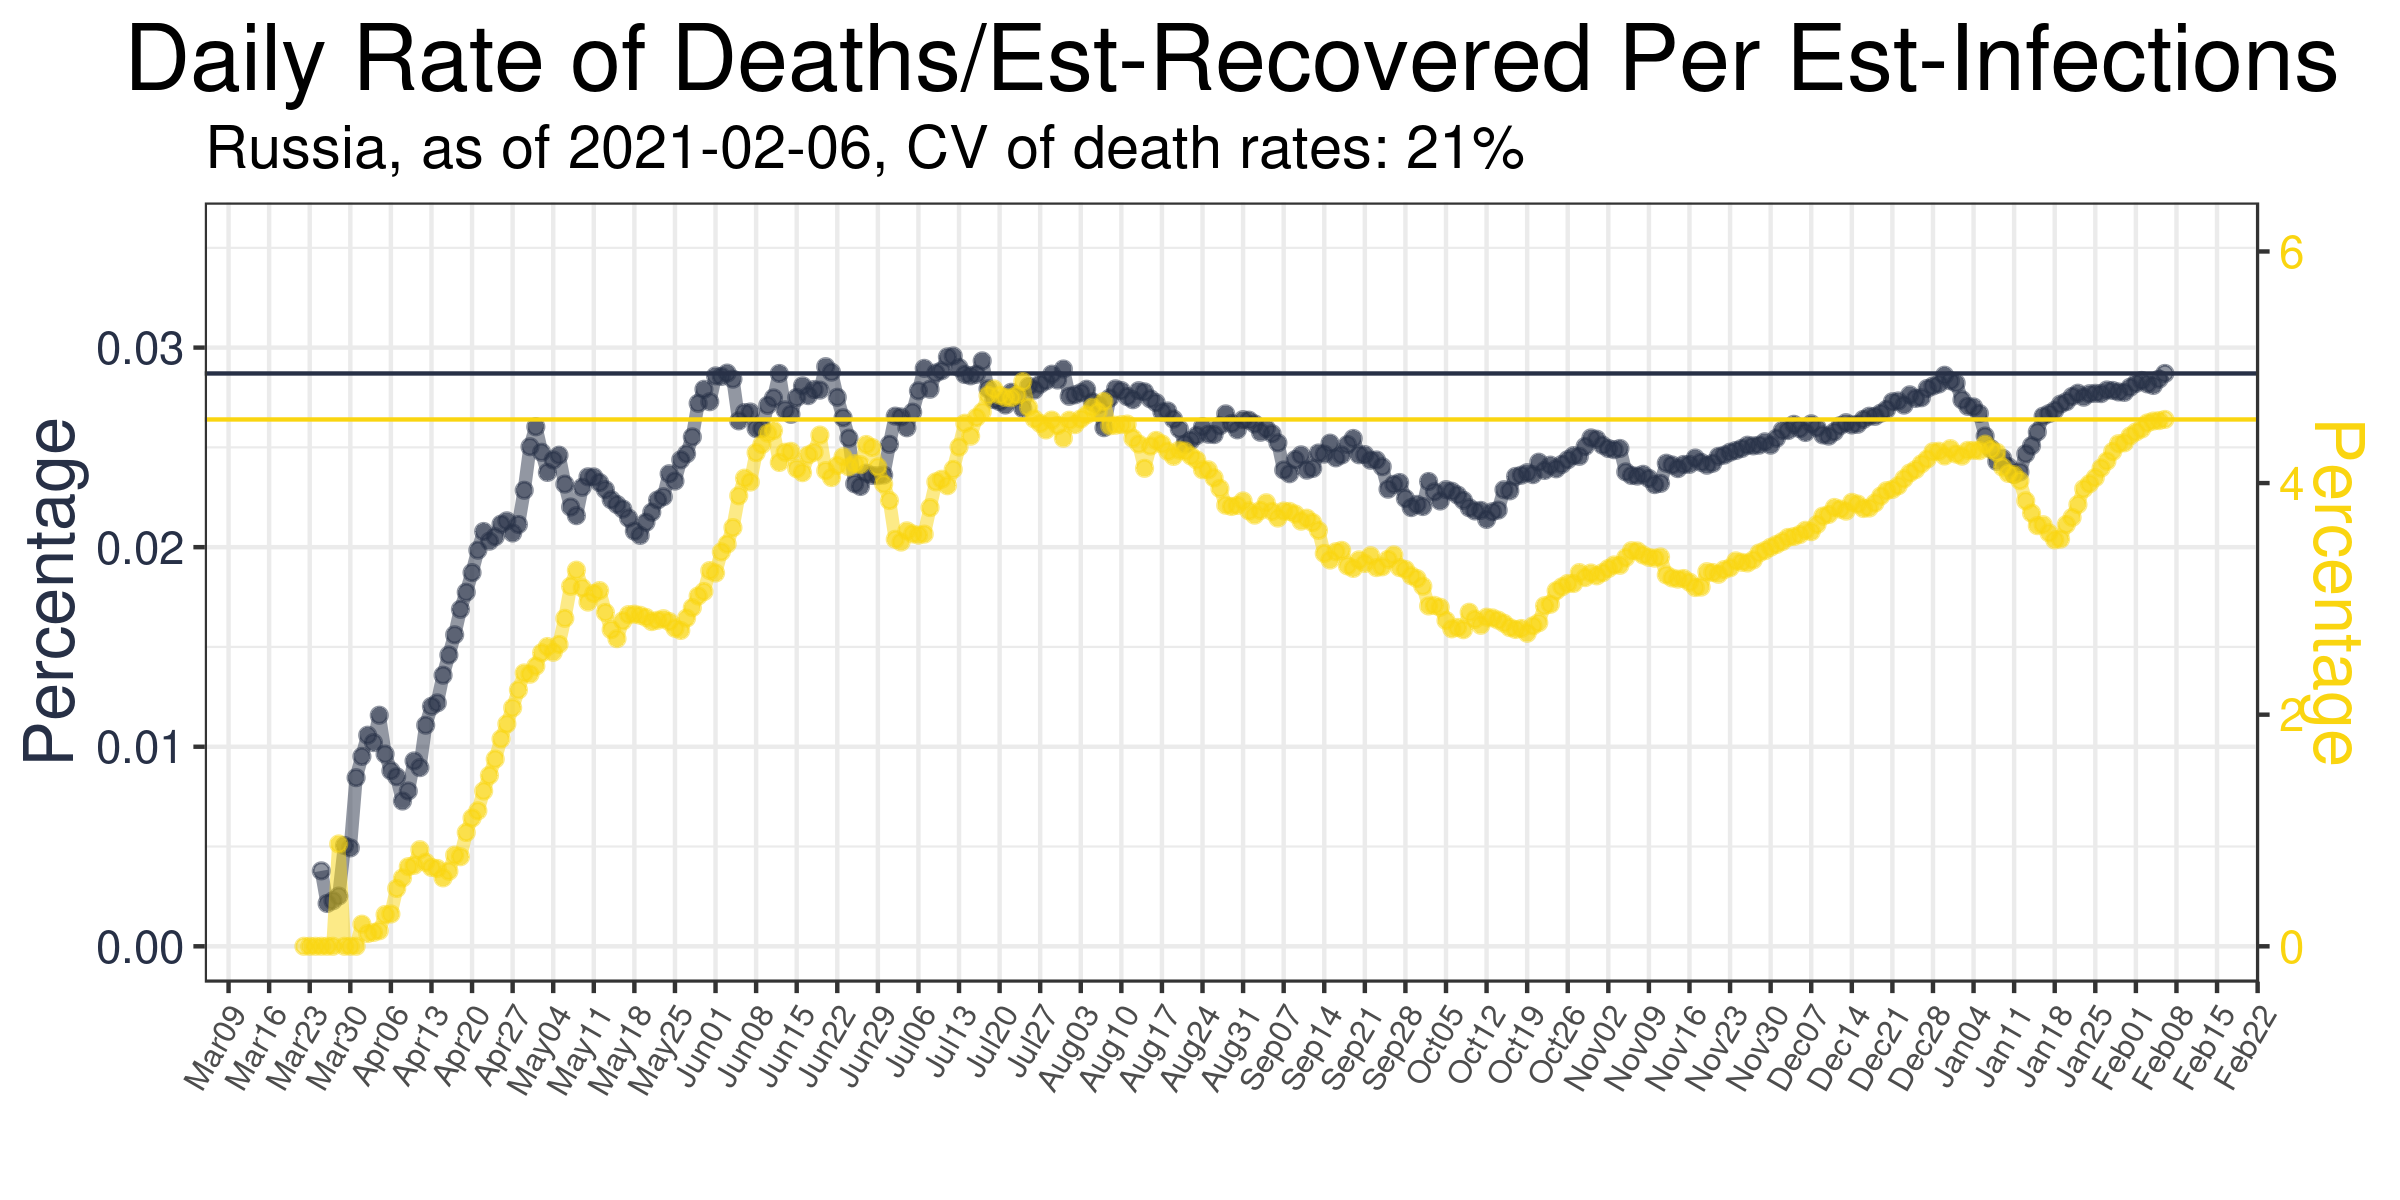 Daily Rate of Deaths/Est-Recovered Per Est-Infections
Russia, as of 2021-02-06, CV of death rates: 21%
Percentage
0.03
0.02
0.01
0.00
6
4
2
0
Percentage
Mar09 Mar16 Mar23 Mar30 Apr06 Apr13 Apr20 Apr27 May04 May11 May18 May25 Jun01 Jun08 Jun15 Jun22 Jun29 Jul06 Jul13 Jul20 Jul27 Aug03 Aug10 Aug17 Aug24 Aug31 Sep07 Sep14 Sep21 Sep28 Oct05 Oct12 Oct19 Oct26 Nov02 Nov09 Nov16 Nov23 Nov30 Dec07 Dec14 Dec21 Dec28 Jan04 Jan11 Jan18 Jan25 Feb01 Feb08 Feb15 Feb22